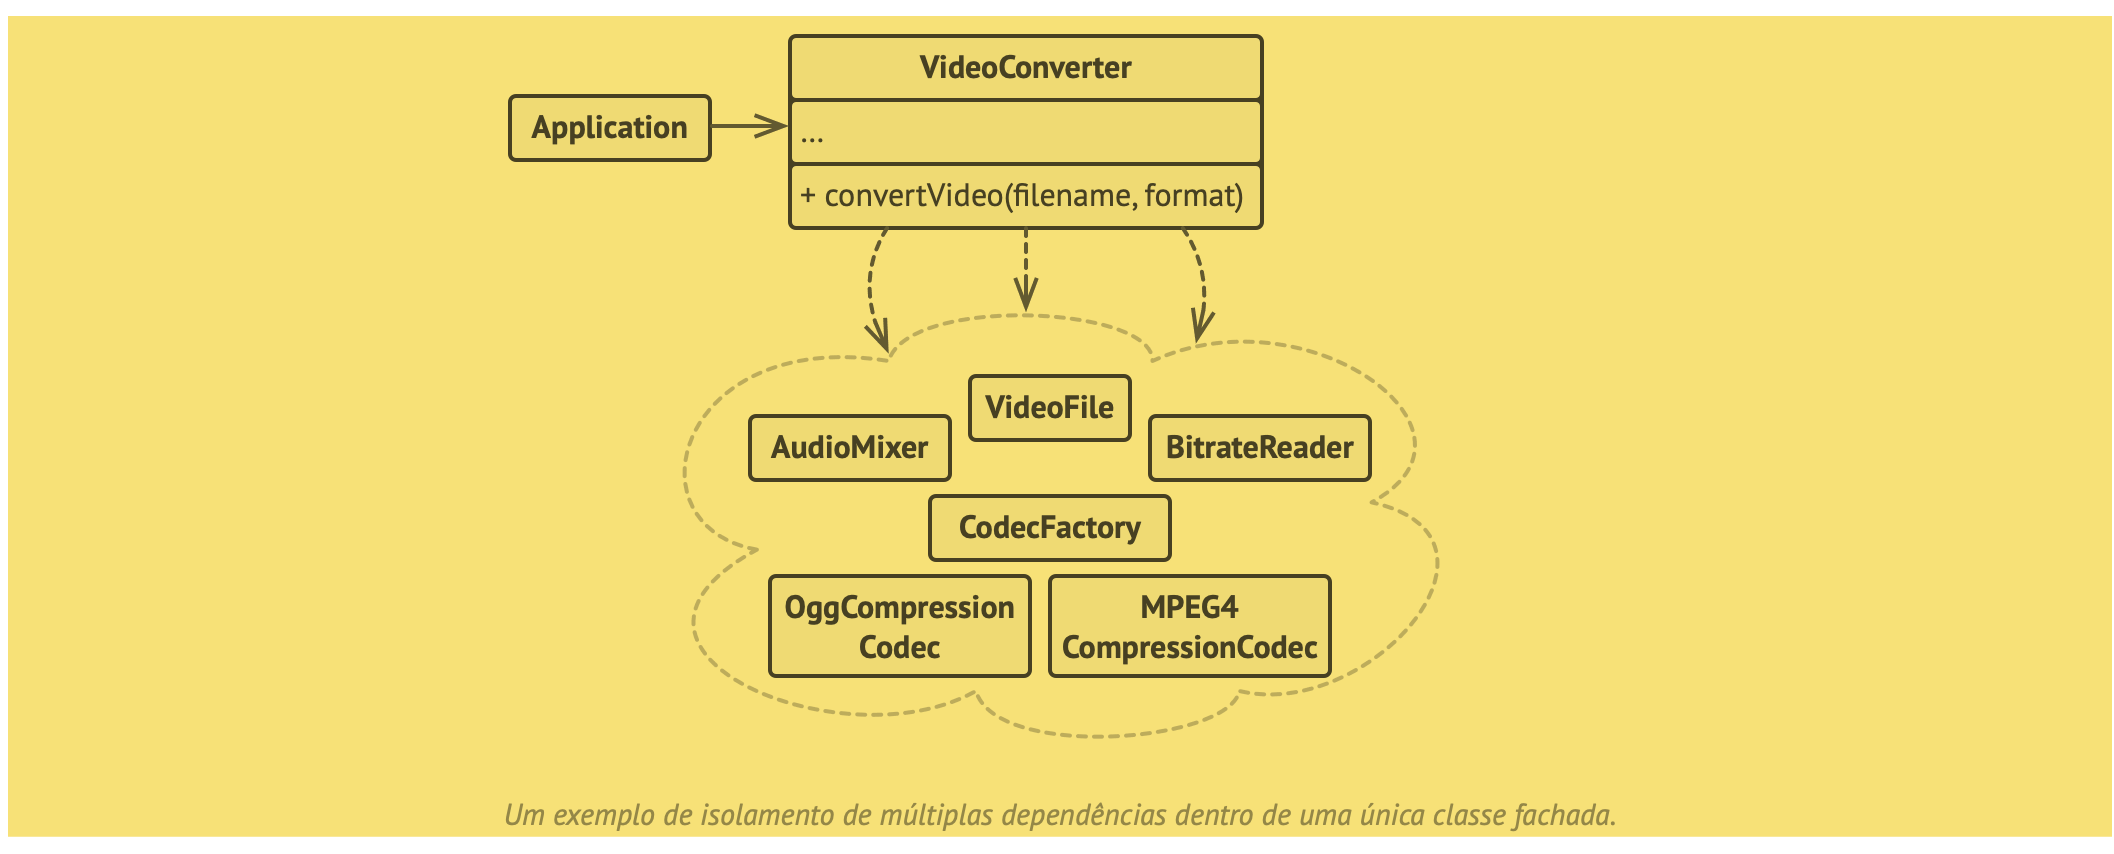 VideoConverter
Application
...
+ convertVideo(filename, format)
VideoFile
AudioMixer
BitrateReader
CodecFactory
OggCompression
Codec
MPEG4
CompressionCodec
Um exemplo de isolamento de múltiplas dependências dentro de uma única classe fachada.